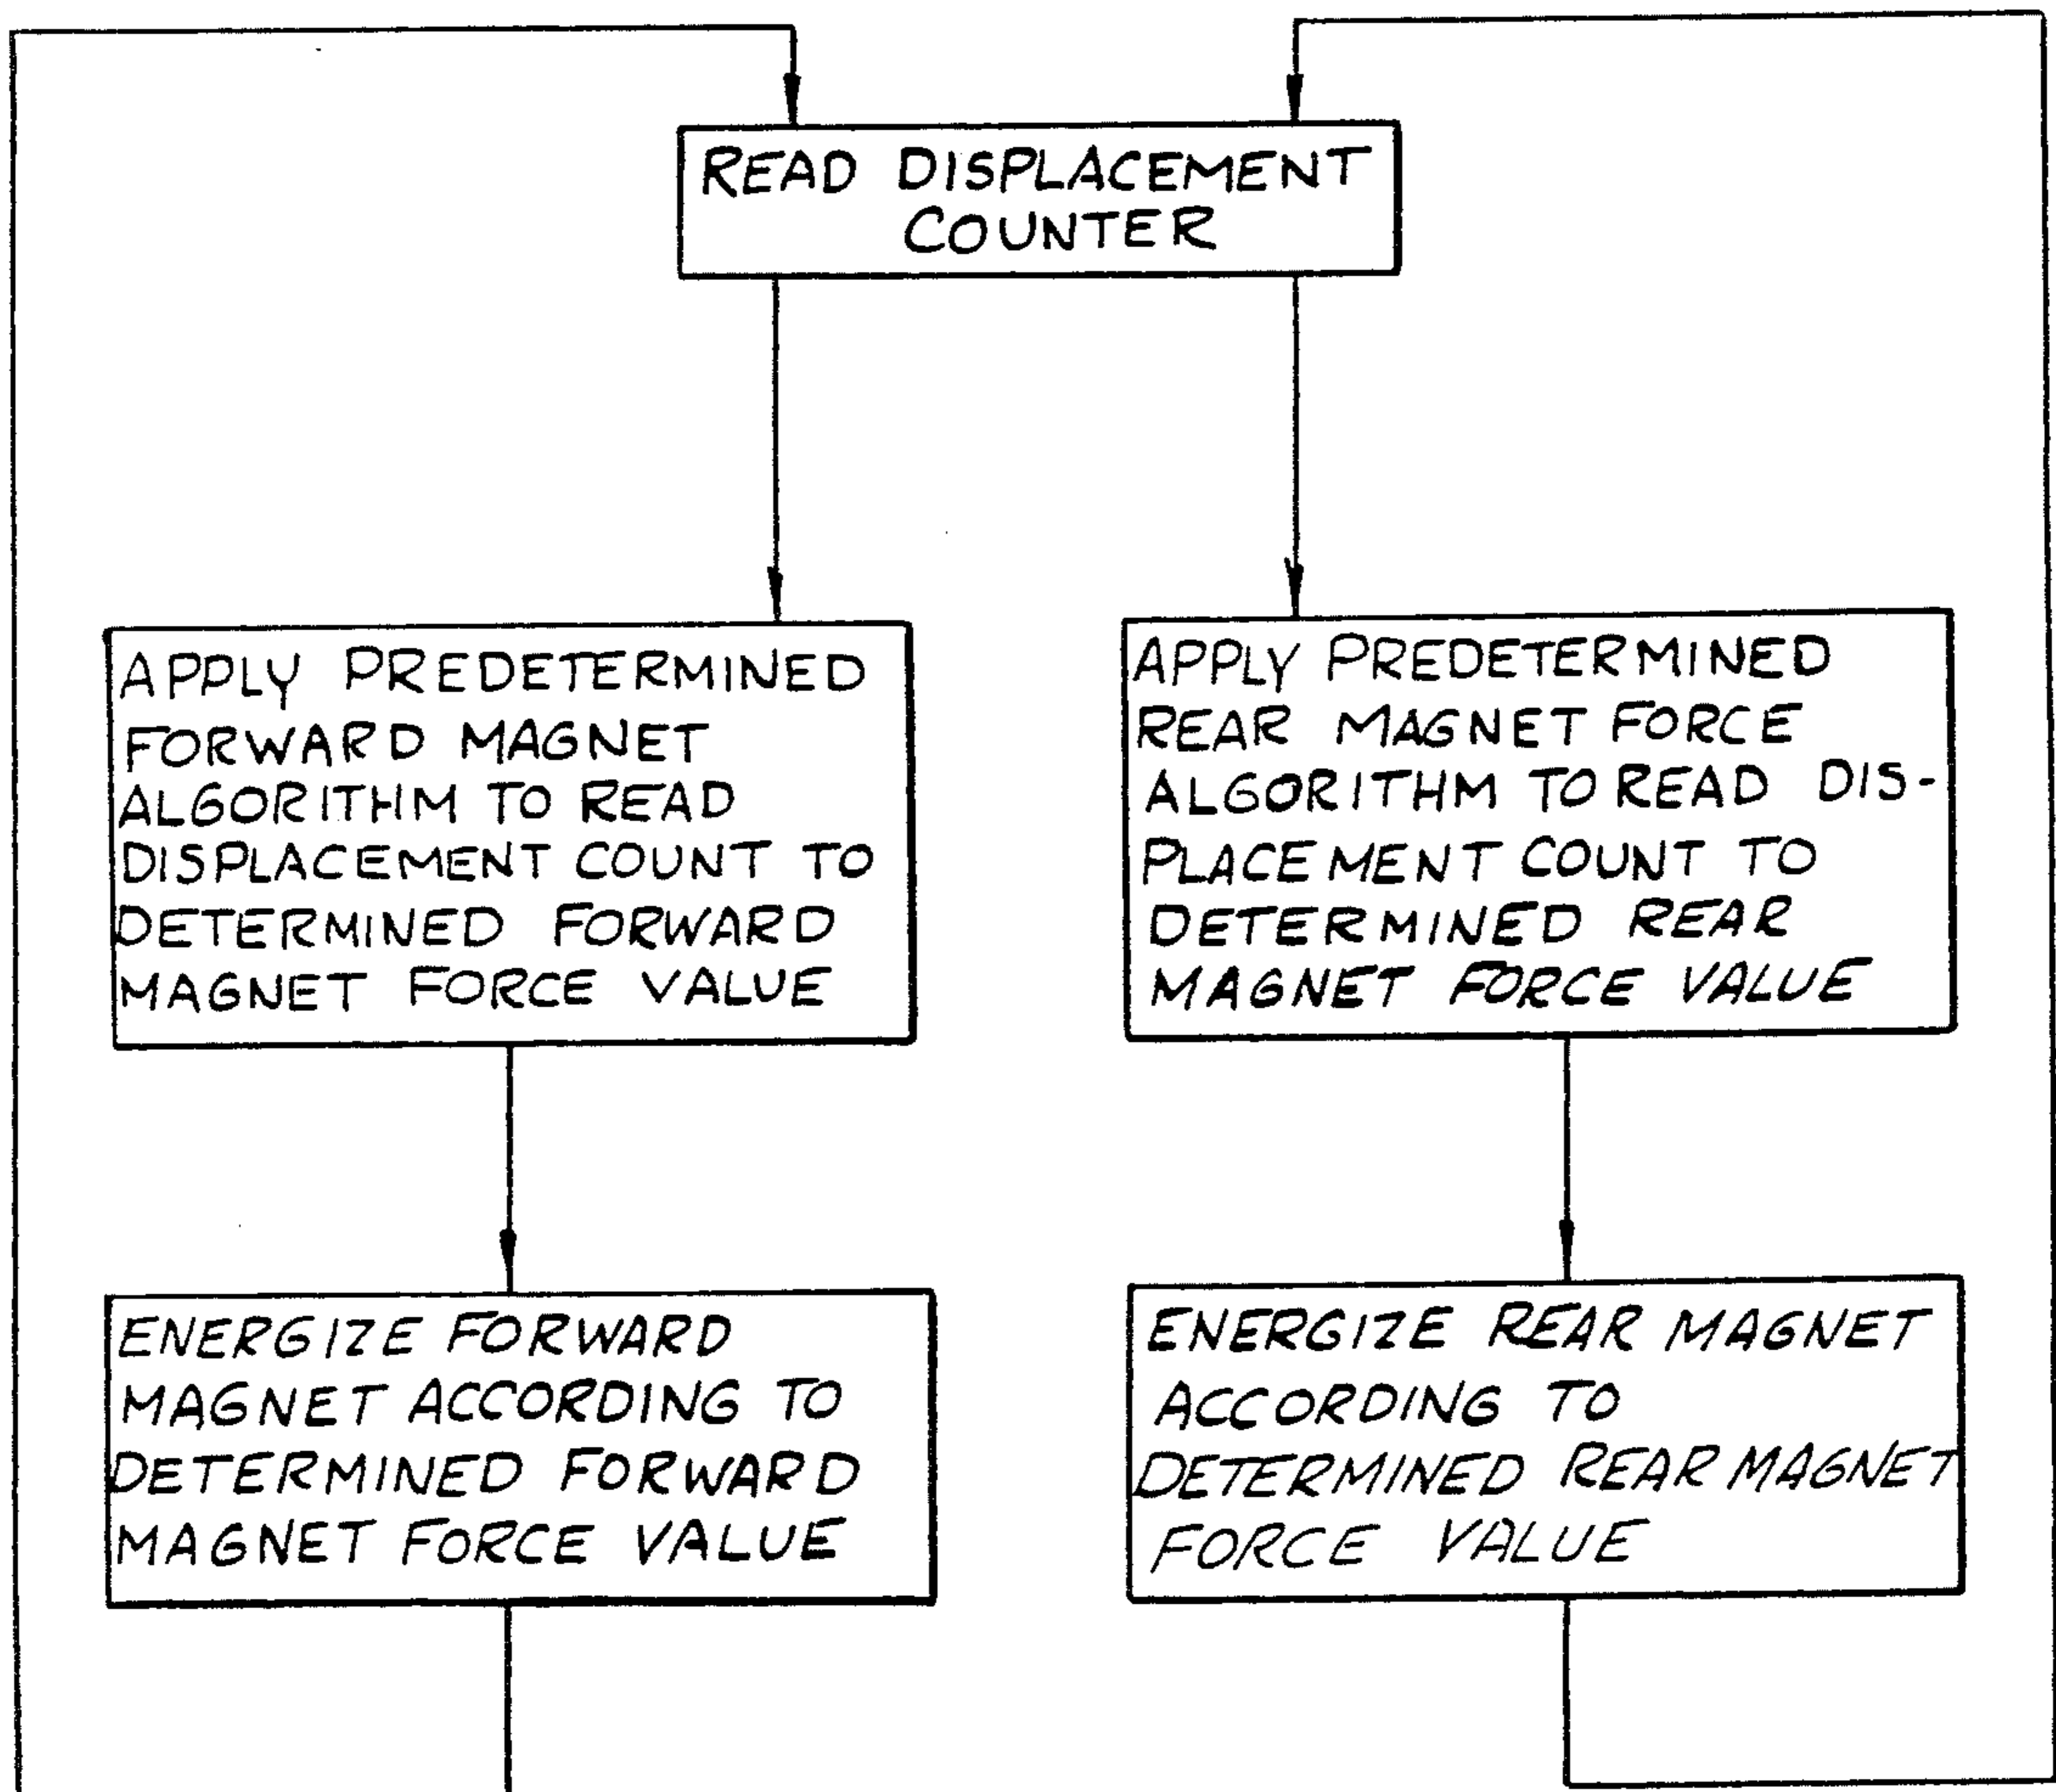 READ DISPLACEMENT
COUNTER
APPLY PREDETERMINED
FORWARD MAGNET
ALGORITHM TO READ
DISPLACEMENT COUNT TO
DETERMINED FORWARD
MAGNET FORCE VALUE
APPLY PREDETERMINED
REAR MAGNET FORCE
ALGORITHM TO READ DIS-
PLACEMENT COUNT TO
DETERMINED REAR
MAGNET FORCE VALUE
ENERGIZE FORWARD
MAGNET ACCORDING TO
DETERMINED FORWARD
MAGNET FORCE VALUE
ENERGIZE REAR MAGNET
ACCORDING TO
DETERMINED REAR MAGNET
FORCE VALUE